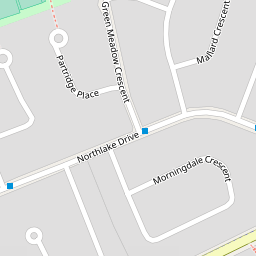 Green Meadow Crescent
Mallard Crescent
Partridge Place
Northlake Drive
Morningdale Crescent